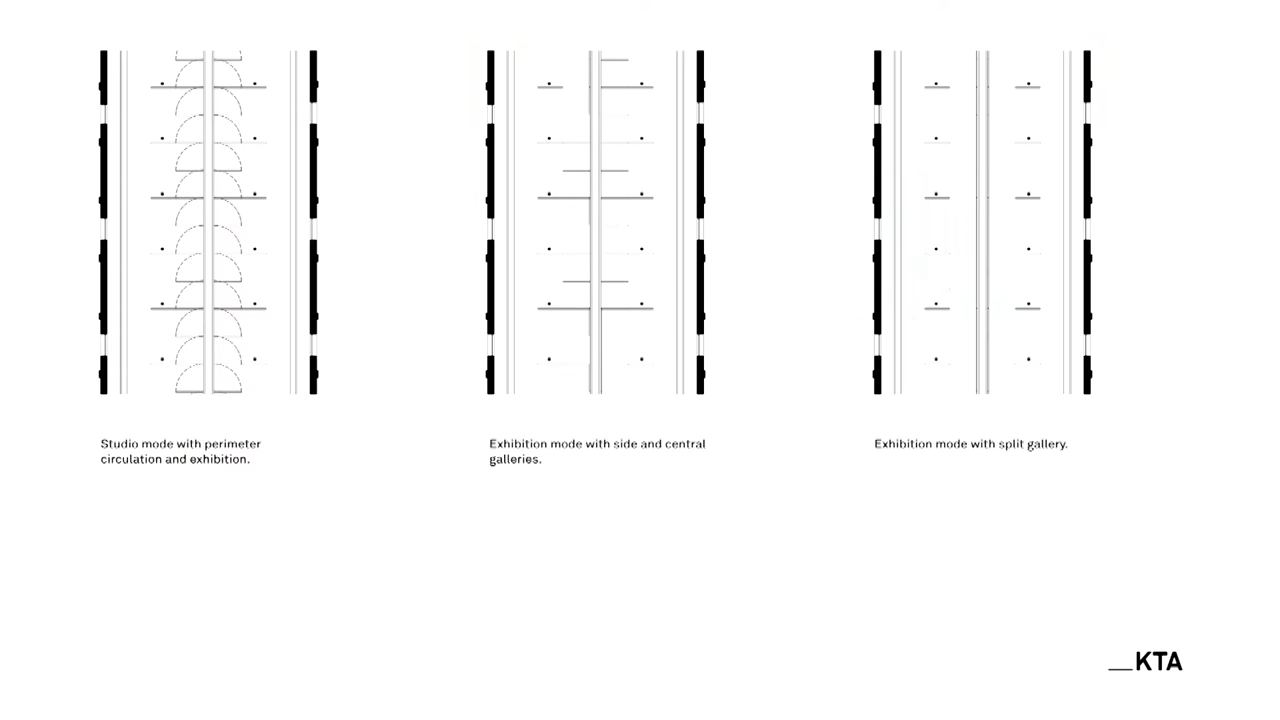 Studio mode with perimeter
circulation and exhibition.
Exhibition mode with side and central
galleries.
Exhibition mode with split gallery.
__KTA